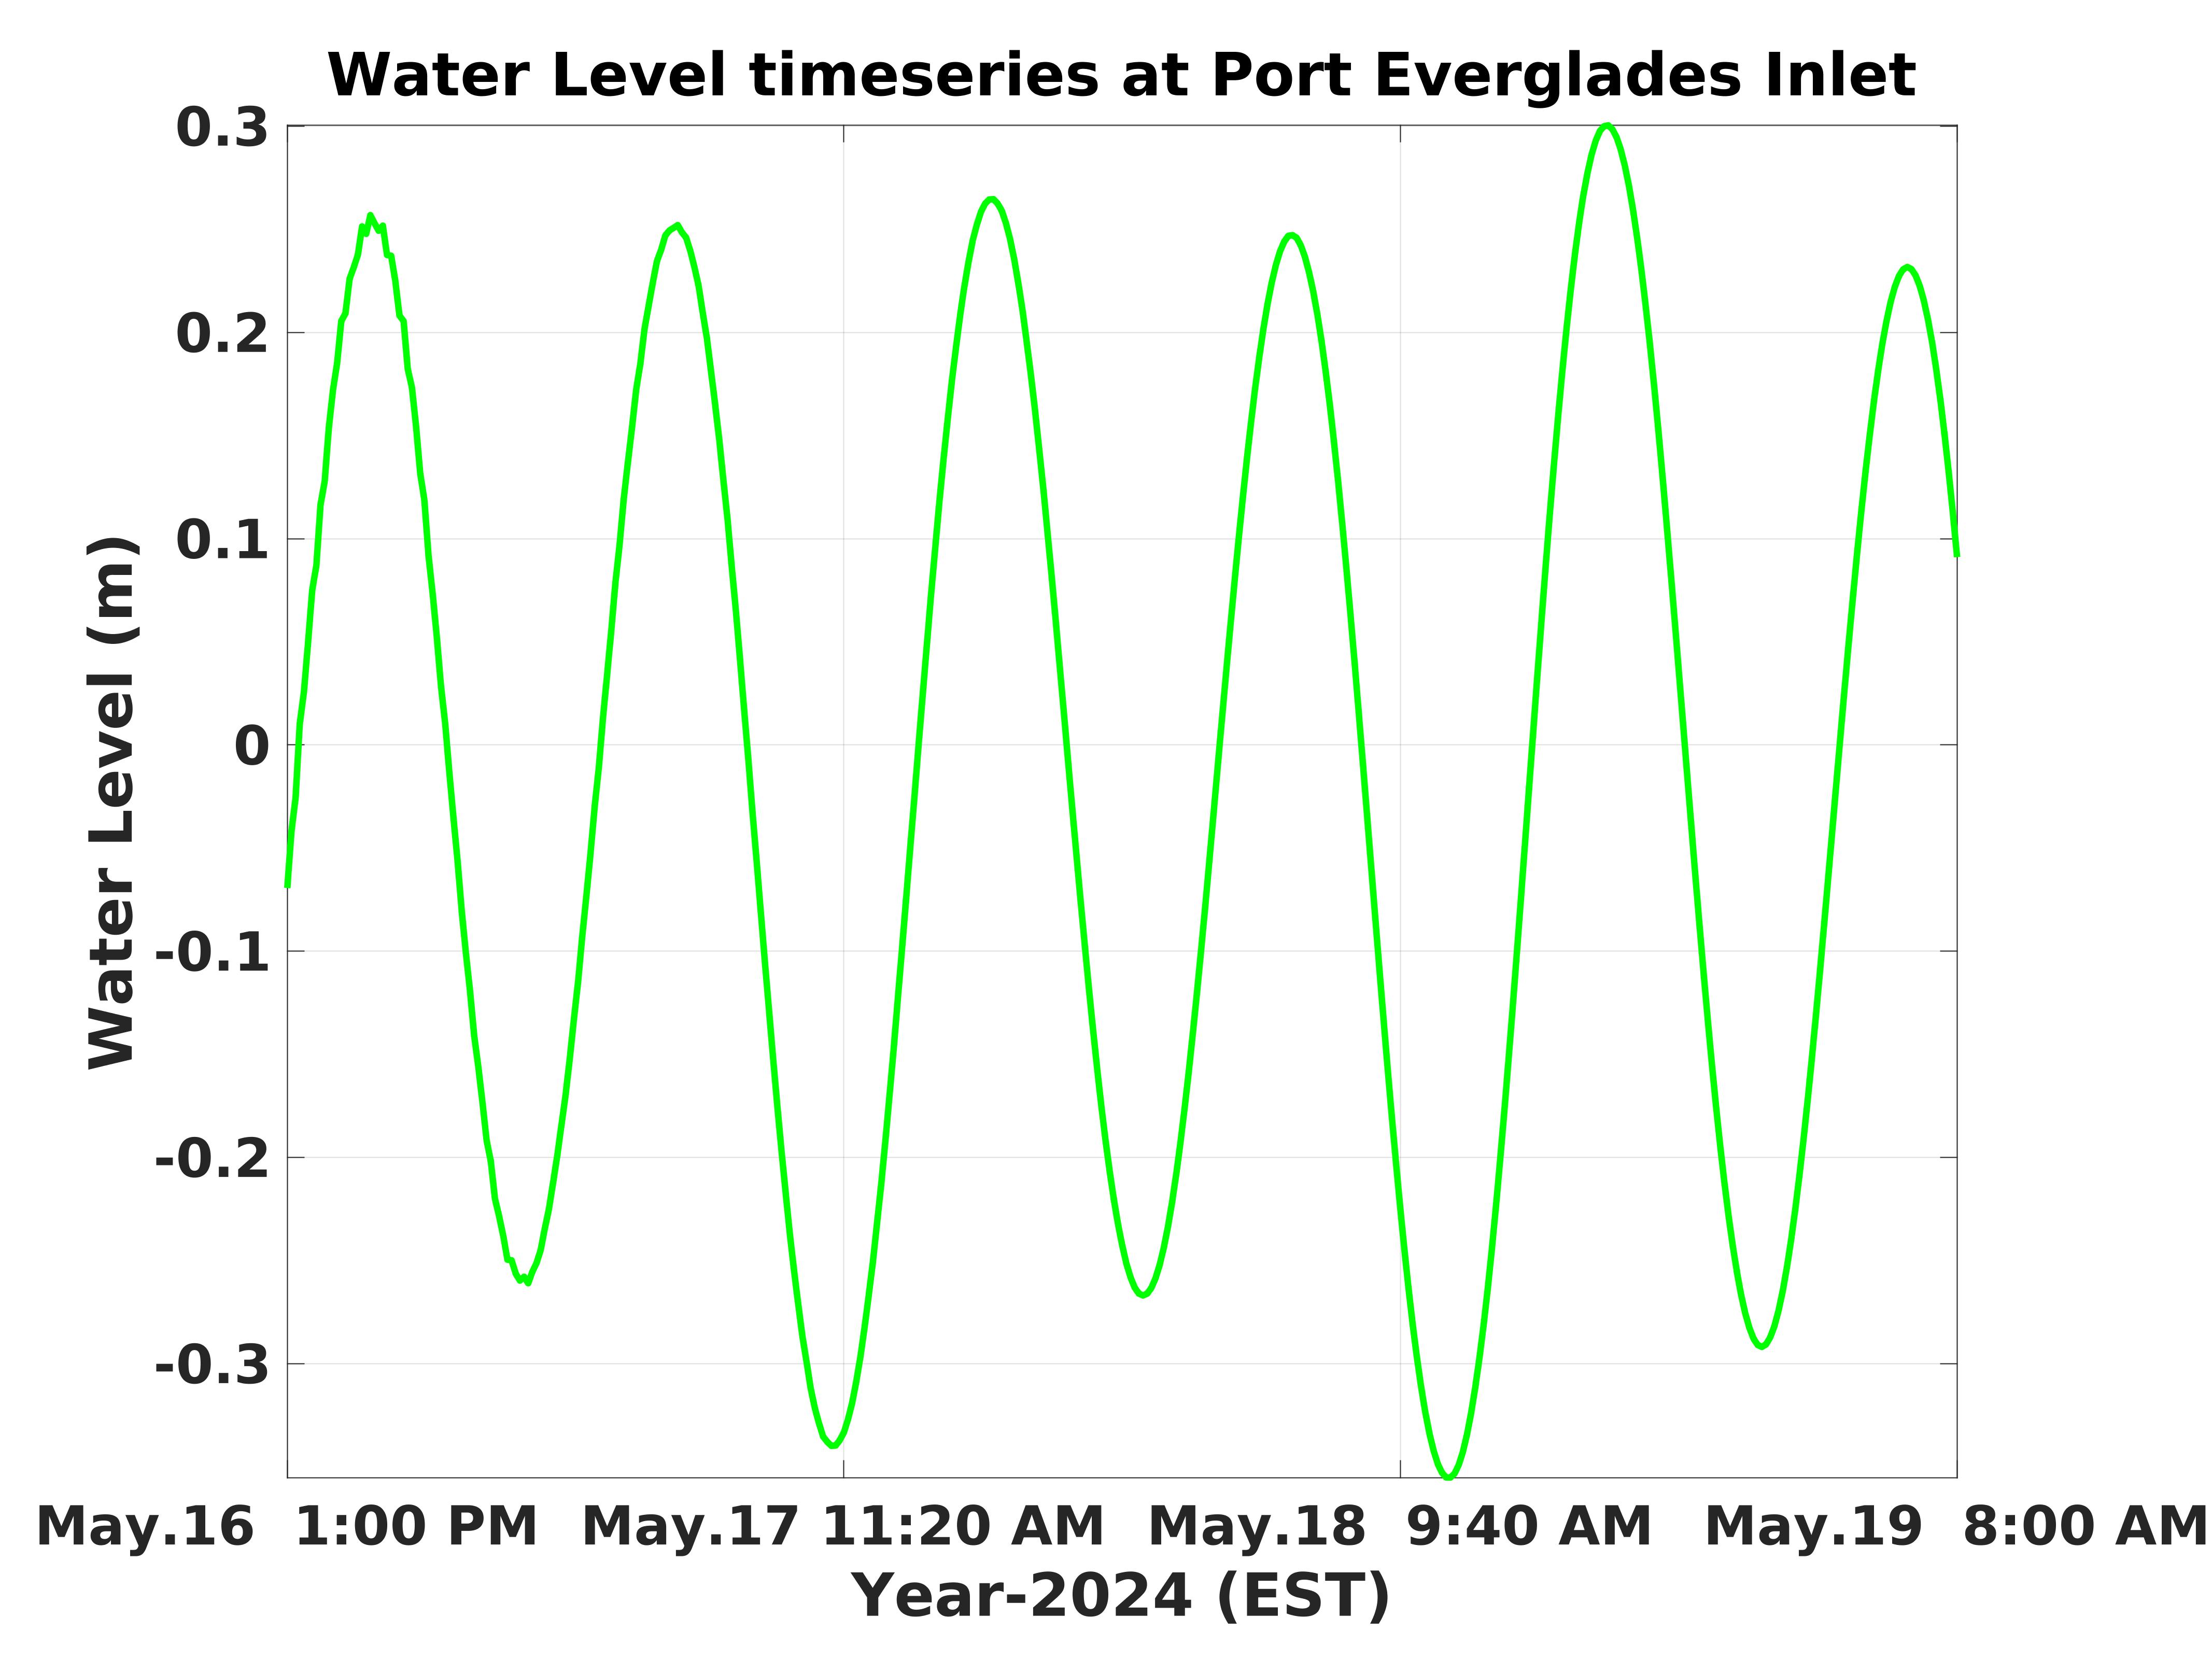 Water Level timeseries at Port Everglades Inlet
0.3
0.2
0.1
0
-0.1
-0.2
-0.3
Water Level (m)
May.16 1:00 PM May.17 11:20 AM May.18 9:40 AM May.19 8:00 AM
Year-2024 (EST)